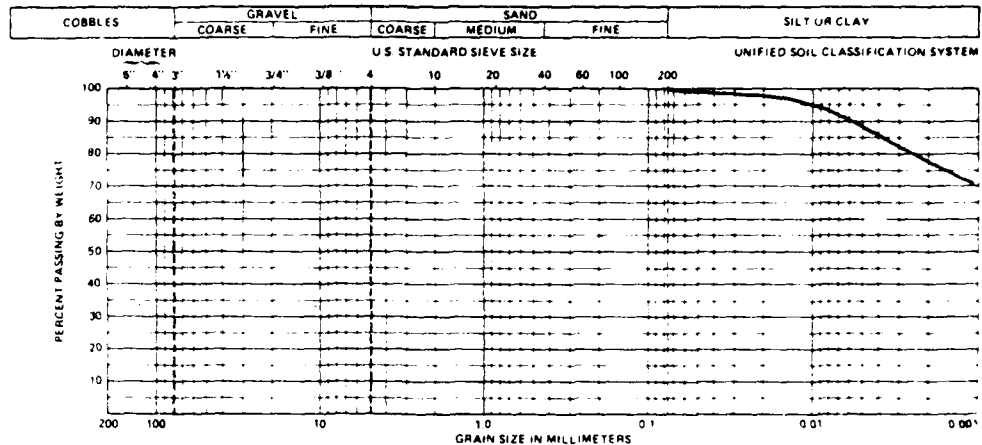 COBBLES GRAVEL SAND SILT OR CLAY
COARSE FINE COARSE MEDIUM FINE
DIAMETER U.S. STANDARD SIEVE SIZE UNIFIED SOIL CLASSIFICATION SYSTEM
6" 4" 3" 1½" 3/4" 3/8" 4 10 20 40 60 100 200
100
90
80
70
60
50
40
30
20
10
PERCENT PASSING BY WEIGHT
200 100 10 1.0 0.1 0.01 0.001
GRAIN SIZE IN MILLIMETERS